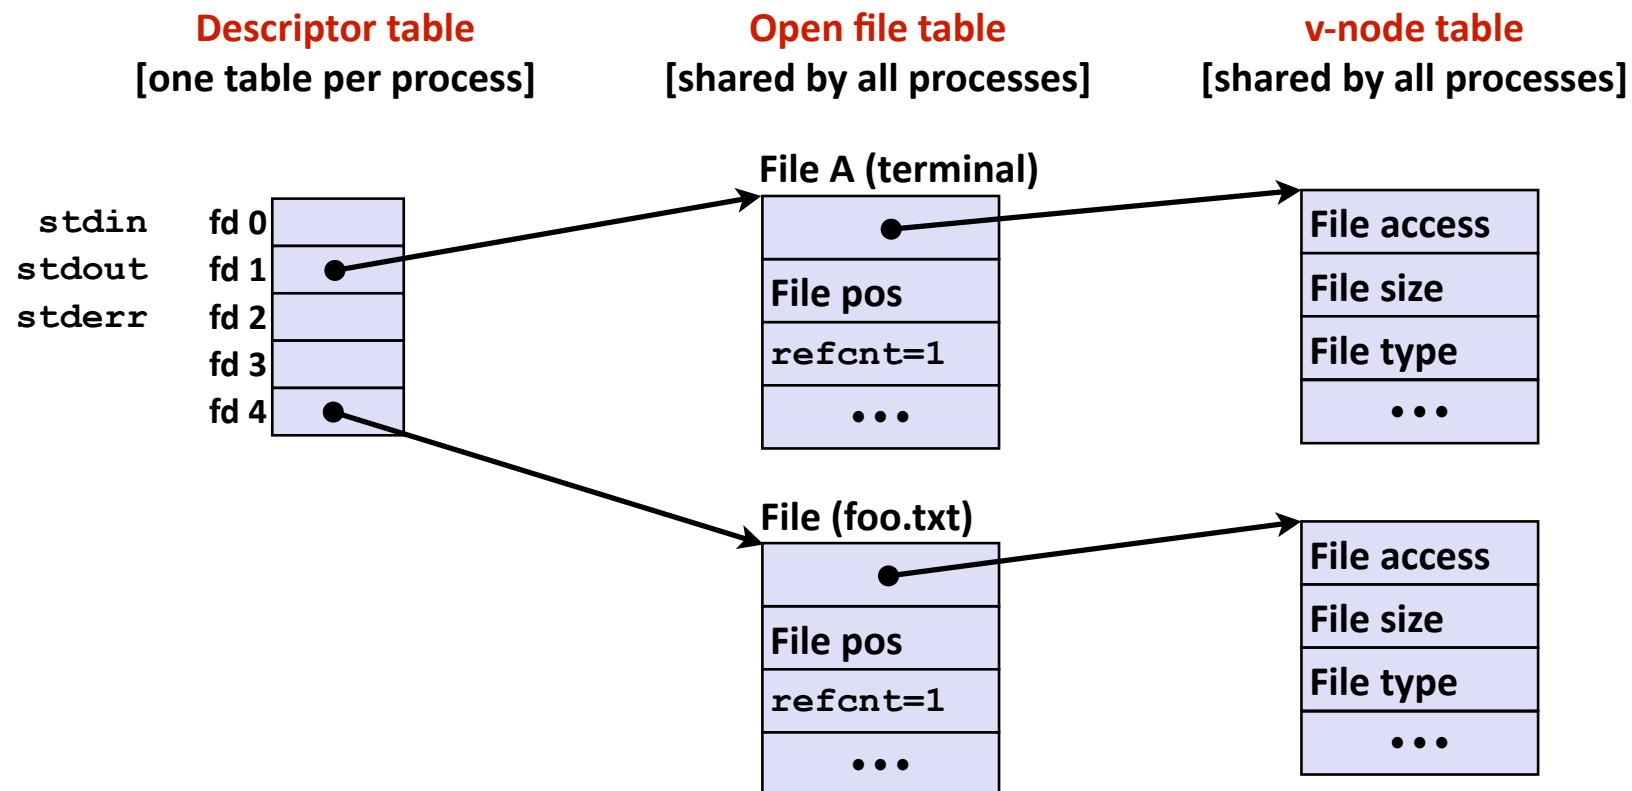 Descriptor table
[one table per process]
Open file table
[shared by all processes]
v-node table
[shared by all processes]
stdin fd 0
stdout fd 1
stderr fd 2
fd 3
fd 4
File A (terminal)
File pos
refcnt=1
•••
File access
File size
File type
•••
File (foo.txt)
File pos
refcnt=1
•••
File access
File size
File type
•••